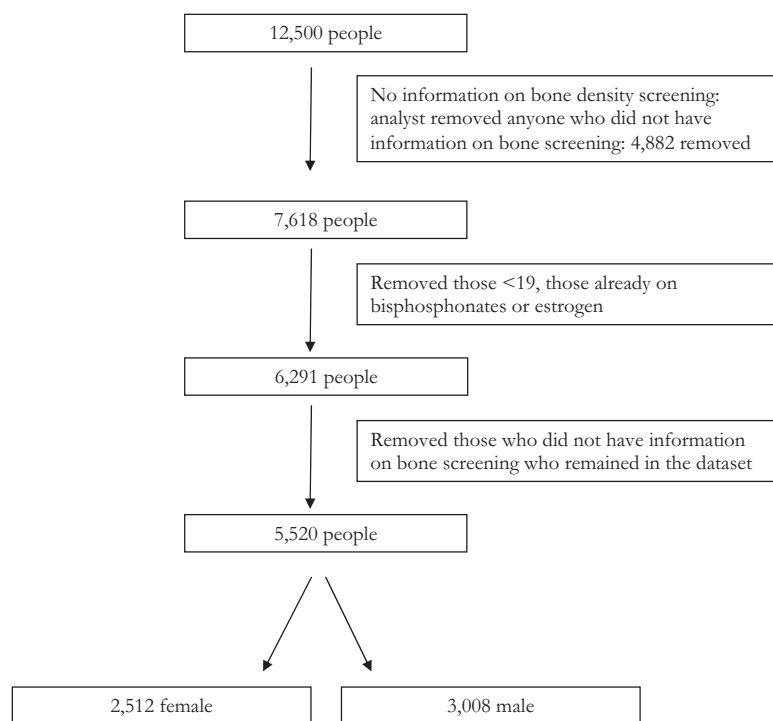 12,500 people
No information on bone density screening:
analyst removed anyone who did not have
information on bone screening: 4,882 removed
7,618 people
Removed those <19, those already on
bisphosphonates or estrogen
6,291 people
Removed those who did not have information
on bone screening who remained in the dataset
5,520 people
2,512 female
3,008 male